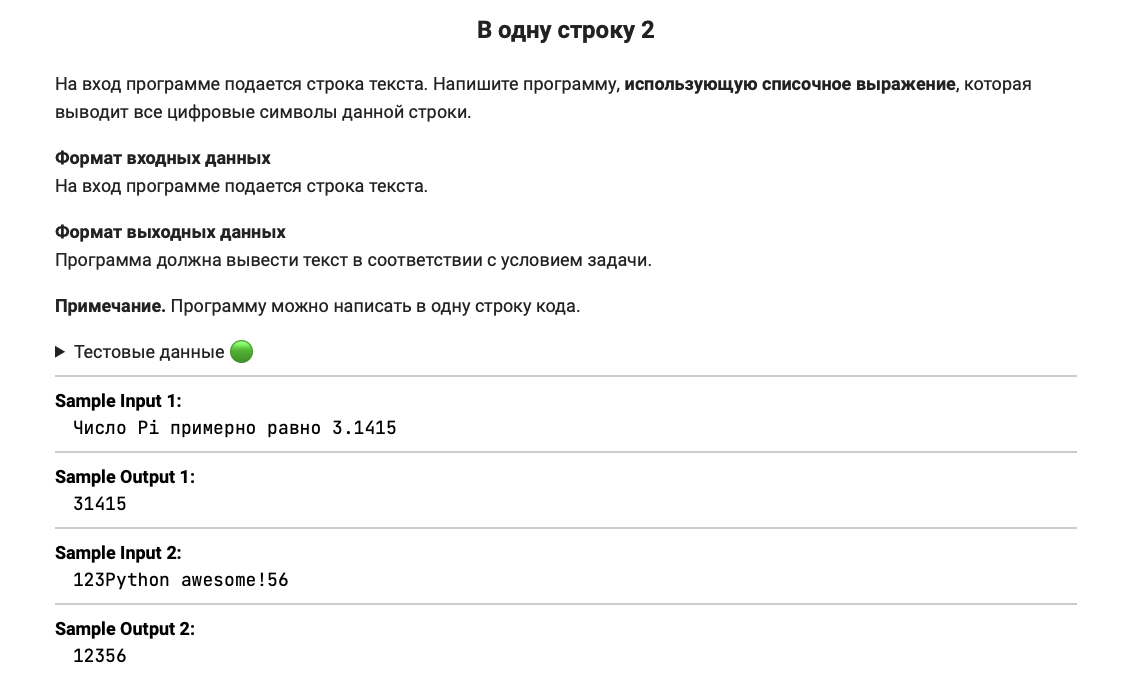 В одну строку 2
На вход программе подается строка текста. Напишите программу, использующую списочное выражение, которая
выводит все цифровые символы данной строки.
Формат входных данных
На вход программе подается строка текста.
Формат выходных данных
Программа должна вывести текст в соответствии с условием задачи.
Примечание. Программу можно написать в одну строку кода.
Тестовые данные
Sample Input 1:
Число Pi примерно равно 3.1415
Sample Output 1:
31415
Sample Input 2:
123Python awesome!56
Sample Output 2:
12356